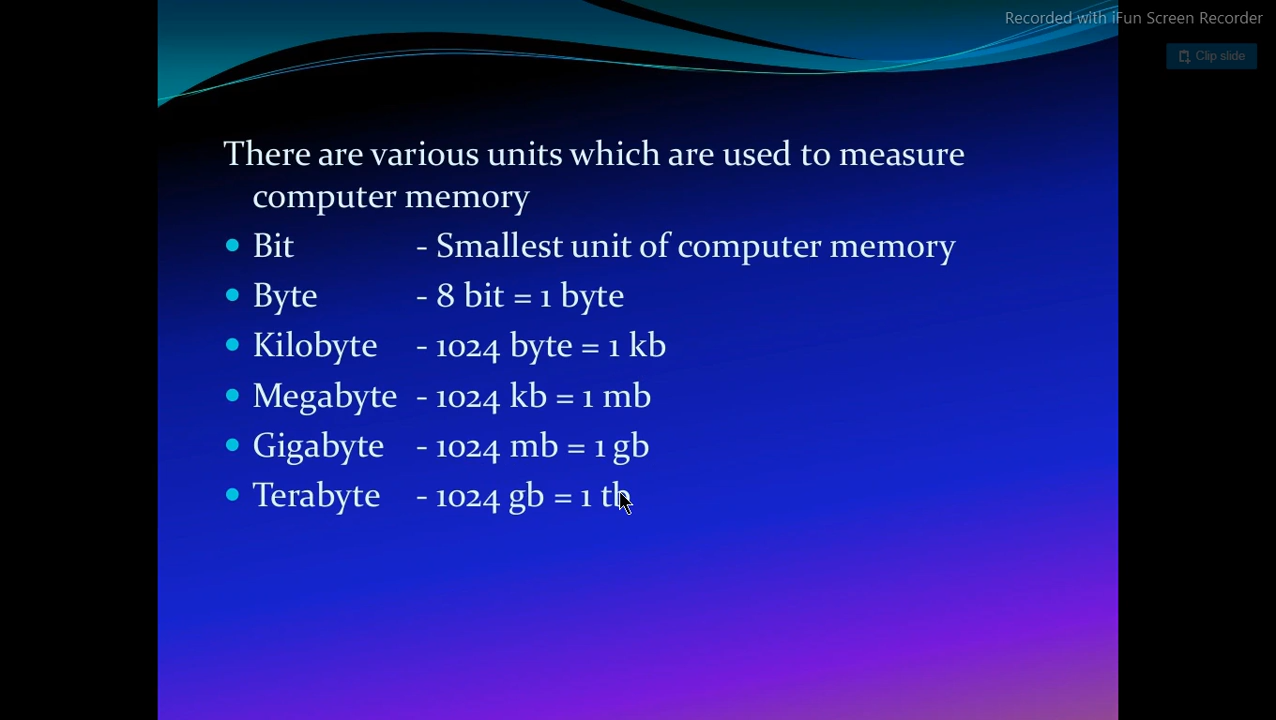 Recorded with iFun Screen Recorder
Clip slide
There are various units which are used to measure
computer memory
Bit - Smallest unit of computer memory
Byte - 8 bit = 1 byte
Kilobyte - 1024 byte = 1 kb
Megabyte - 1024 kb = 1 mb
Gigabyte - 1024 mb = 1 gb
Terabyte - 1024 gb = 1 tb